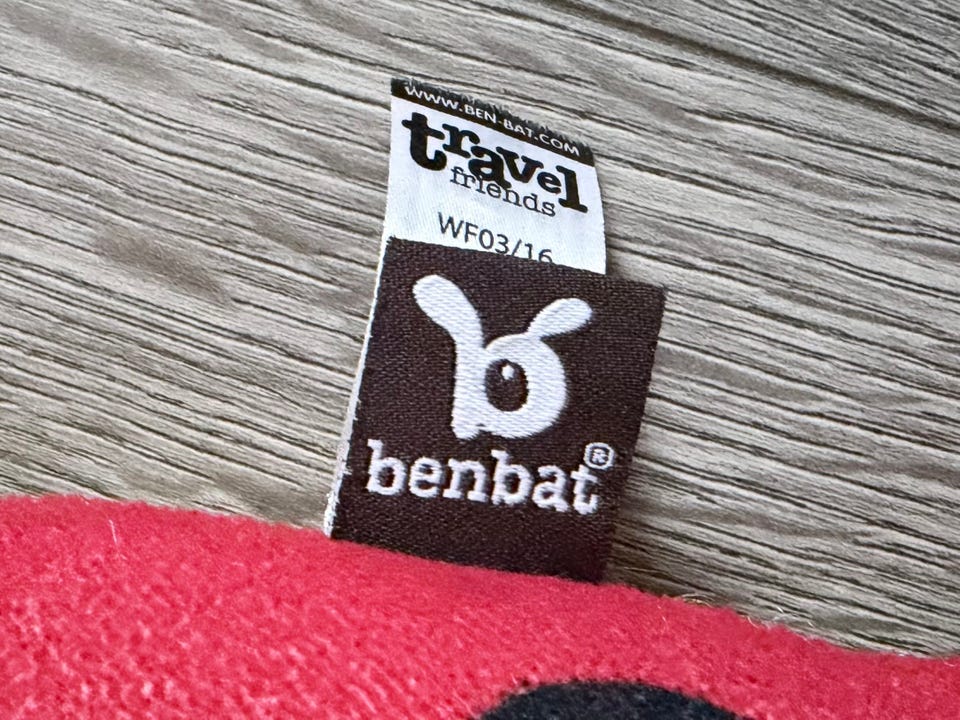 WWW.BEN-BAT.COM
travel
friends
WF03/16
benbat®